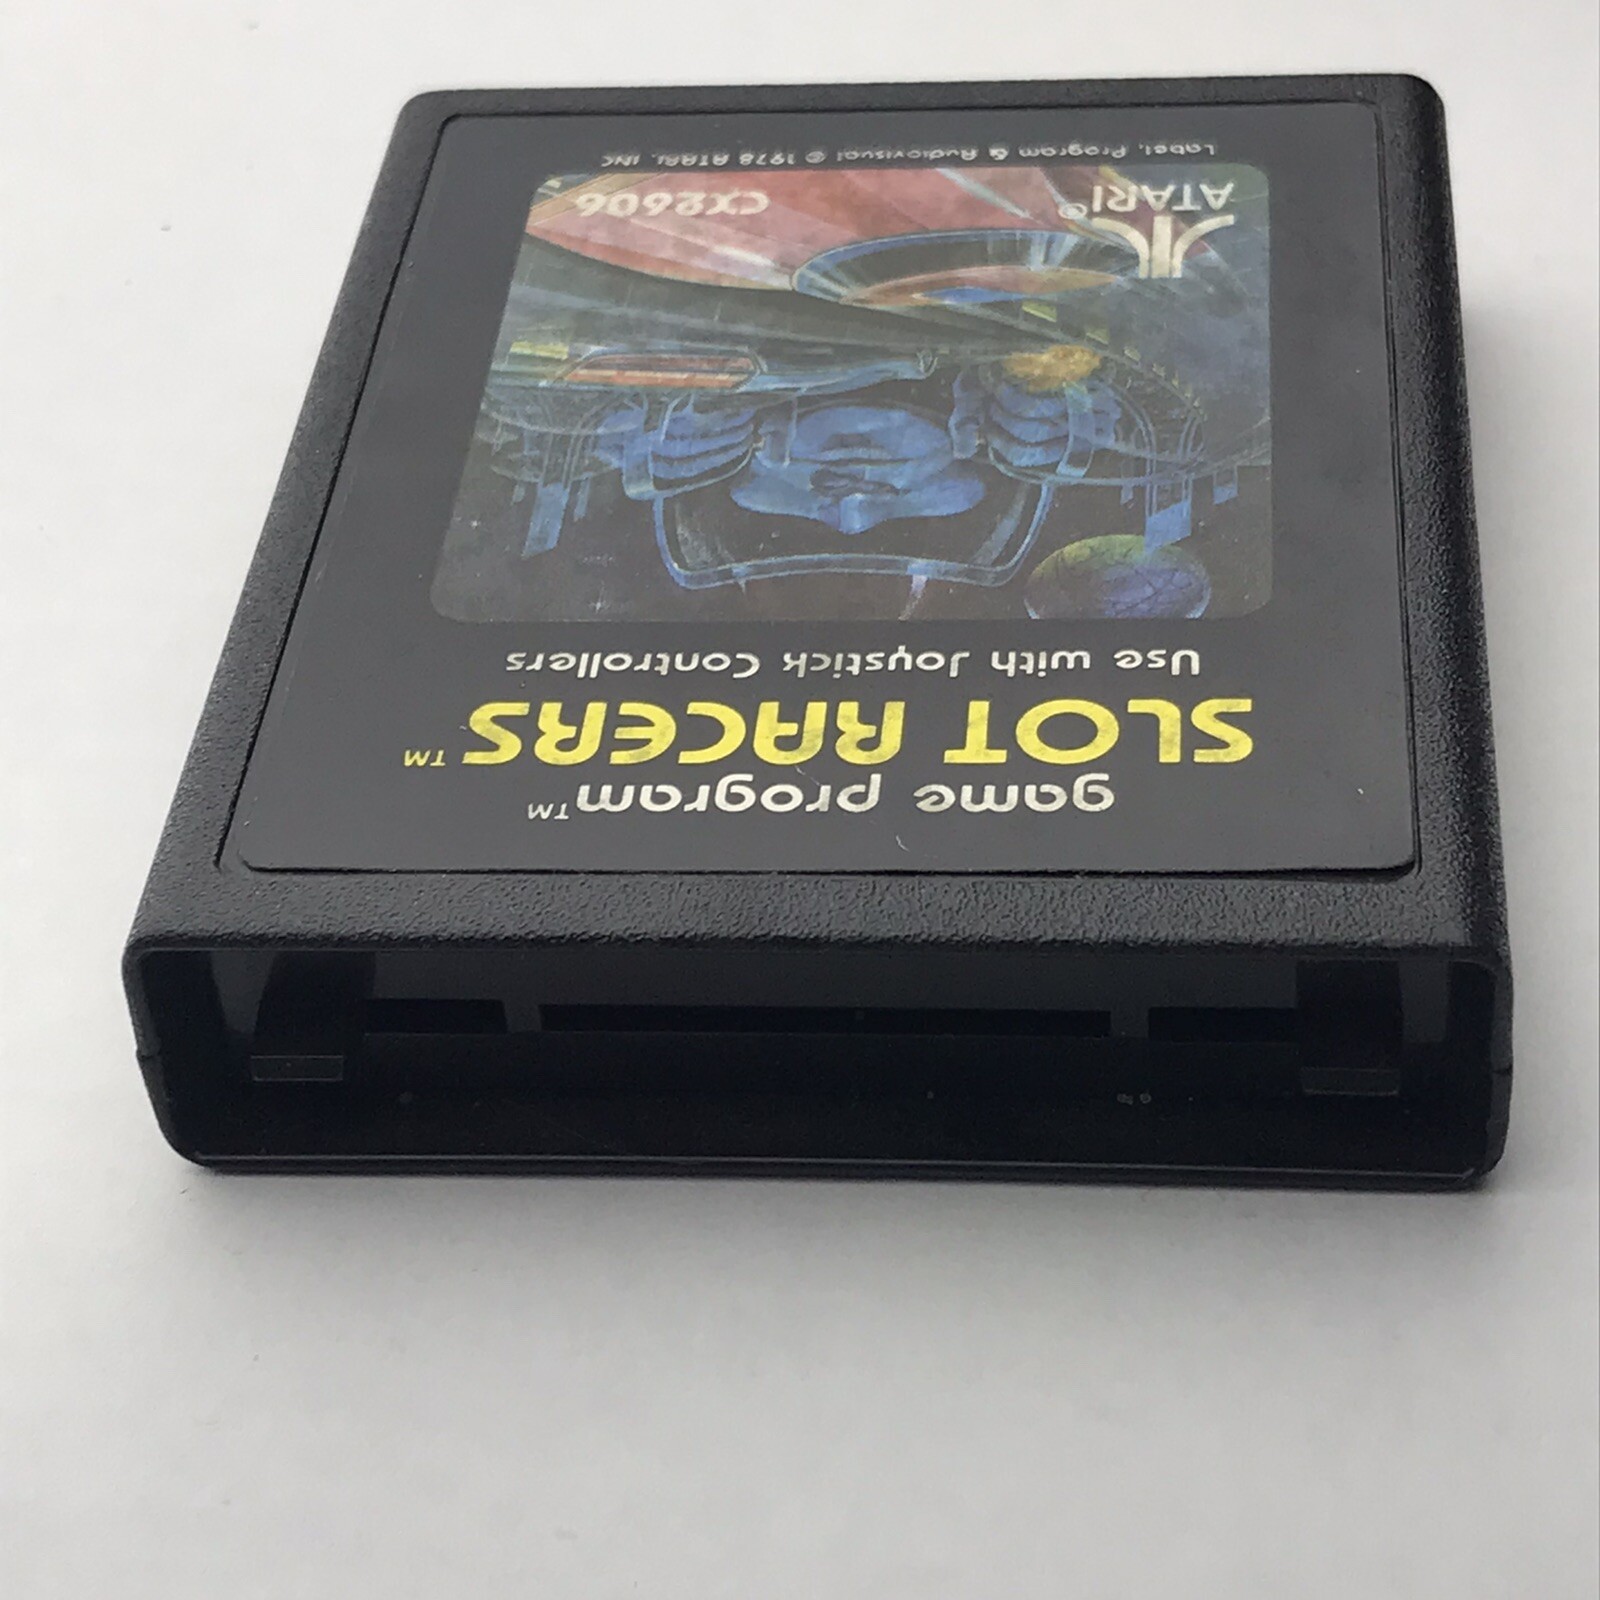 game program™
SLOT RACERS™
Use with Joystick Controllers
ATARI®
CX2606
Label, Program & Audiovisual © 1978 ATARI, INC